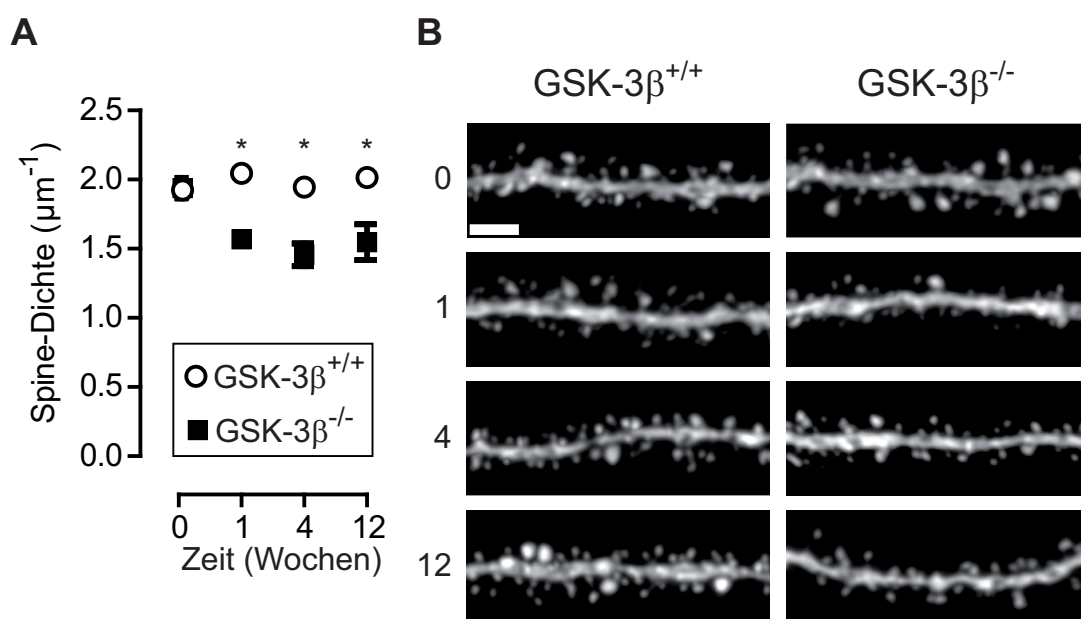 A
Spine-Dichte (µm⁻¹)
2.5
2.0
1.5
1.0
0.5
0.0
* * *
GSK-3β⁺/⁺
GSK-3β⁻/⁻
0 1 4 12
Zeit (Wochen)
B
GSK-3β⁺/⁺ GSK-3β⁻/⁻
0
1
4
12